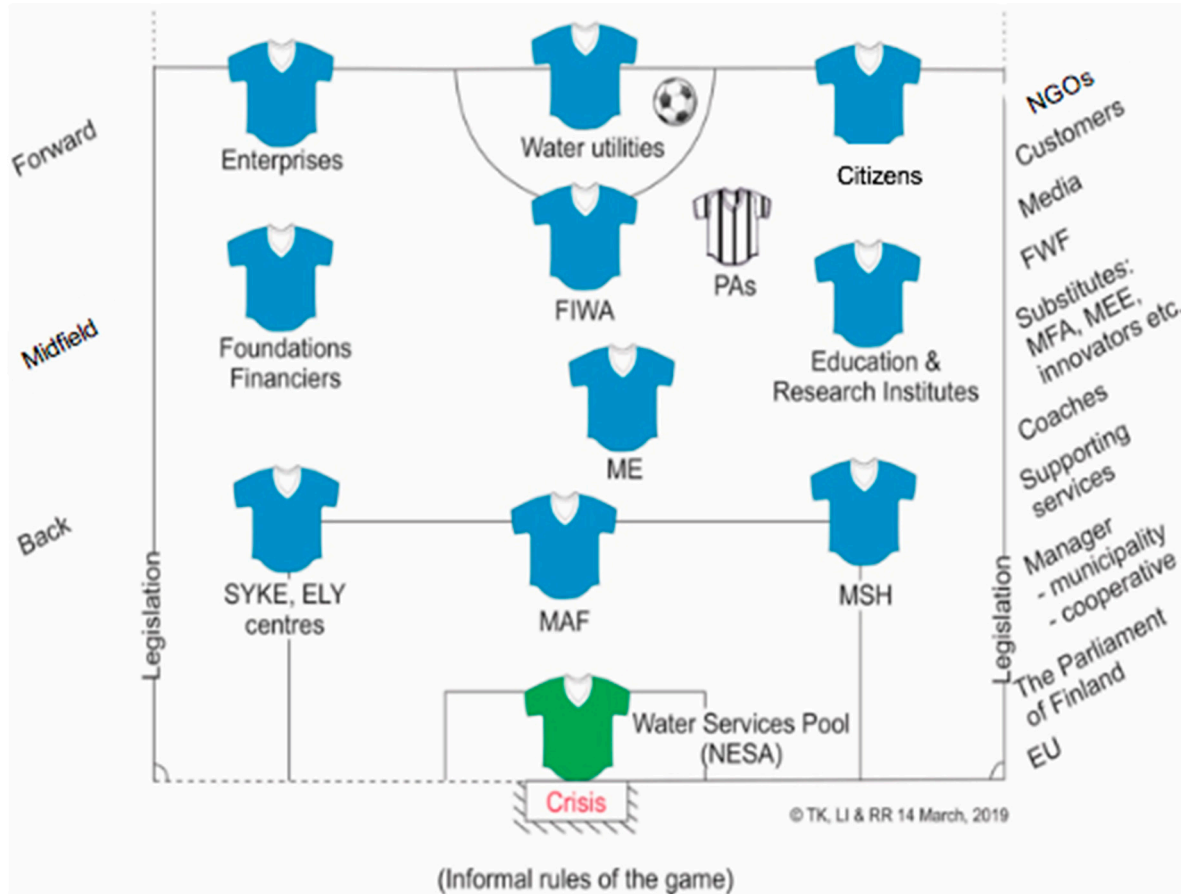 Forward
Midfield
Back
Legislation
Enterprises
Water utilities
Citizens
FIWA
PAs
Foundations
Financiers
Education &
Research Institutes
ME
SYKE, ELY
centres
MAF
MSH
Water Services Pool
(NESA)
Crisis
Legislation
NGOs
Customers
Media
FWF
Substitutes:
MFA, MEE,
innovators etc.
Coaches
Supporting
services
Manager
- municipality
- cooperative
The Parliament
of Finland
EU
© TK, LI & RR 14 March, 2019
(Informal rules of the game)